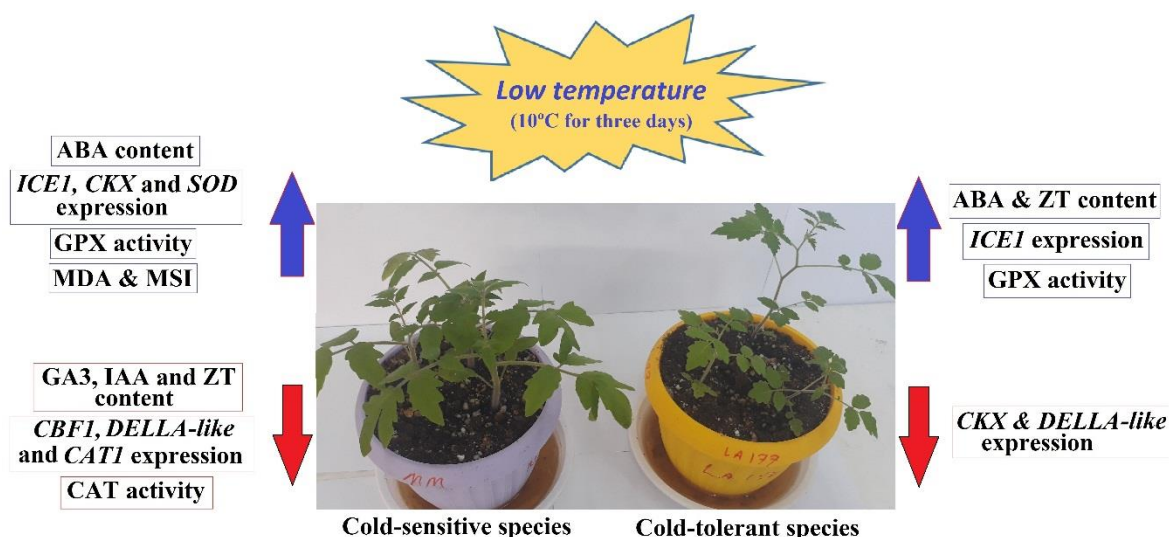 Low temperature
(10°C for three days)
ABA content
ICE1, CKX and SOD
expression
GPX activity
MDA & MSI
GA3, IAA and ZT
content
CBF1, DELLA-like
and CAT1 expression
CAT activity
MM
LA 177
Cold-sensitive species
Cold-tolerant species
ABA & ZT content
ICE1 expression
GPX activity
CKX & DELLA-like
expression